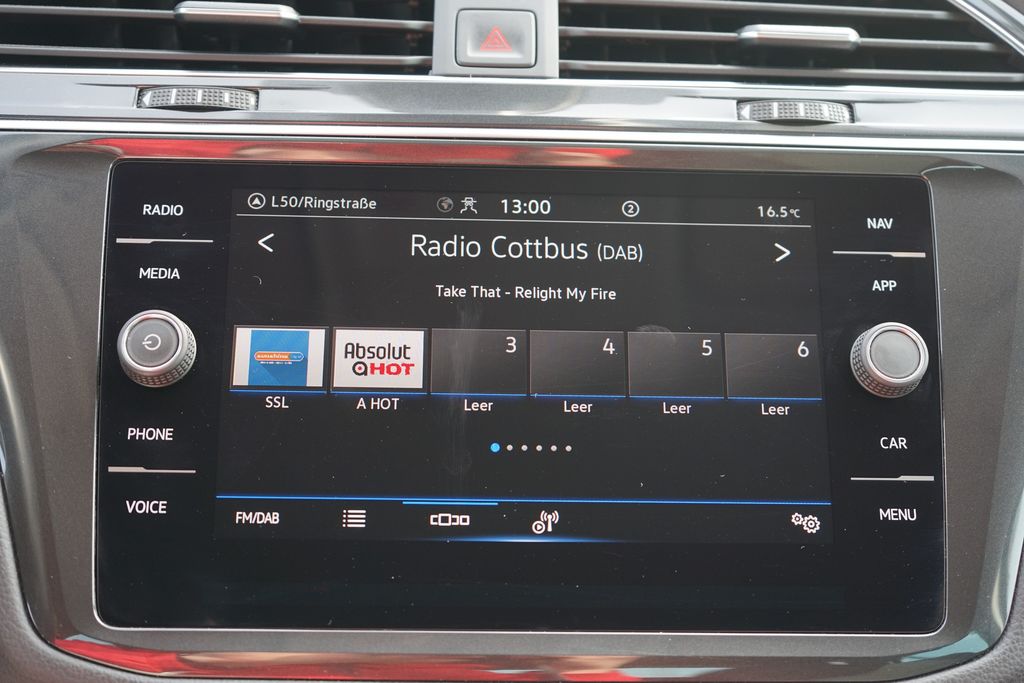 L50/Ringstraße
13:00
2
16.5°C
RADIO
NAV
< Radio Cottbus (DAB) >
MEDIA
APP
Take That - Relight My Fire
sunshine
Absolut
HOT
3
4
5
6
SSL
A HOT
Leer
Leer
Leer
Leer
PHONE
CAR
VOICE
MENU
FM/DAB